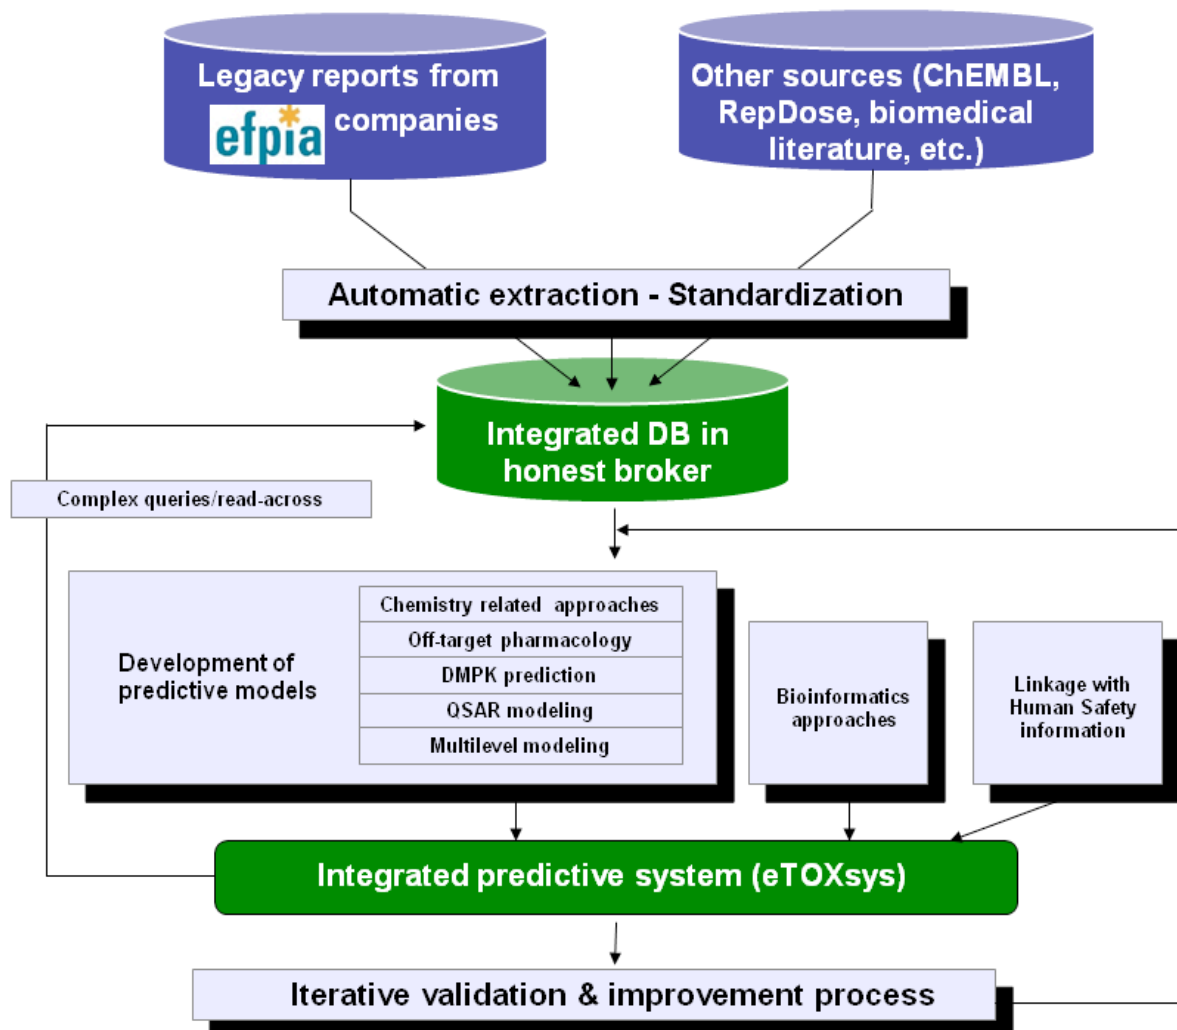 Legacy reports from
efpia companies
Other sources (ChEMBL,
RepDose, biomedical
literature, etc.)
Automatic extraction - Standardization
Integrated DB in
honest broker
Complex queries/read-across
Development of
predictive models
Chemistry related approaches
Off-target pharmacology
DMPK prediction
QSAR modeling
Multilevel modeling
Bioinformatics
approaches
Linkage with
Human Safety
information
Integrated predictive system (eTOXsys)
Iterative validation & improvement process